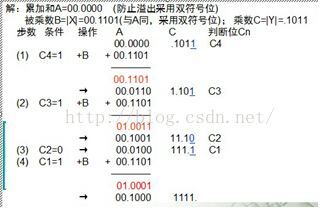 解：累加和A=00.0000 (防止溢出采用双符号位)
被乘数B=|X|=00.1101(与A同，采用双符号位)；乘数C=|Y|=.1011
步数 条件 操作 A C 判断位Cn
00.0000 .1011 C4
(1) C4=1 +B + 00.1101
00.1101
→ 00.0110 1.101 C3
(2) C3=1 +B + 00.1101
01.0011
→ 00.1001 11.10 C2
(3) C2=0 → 00.0100 111.1 C1
(4) C1=1 +B + 00.1101
01.0001
→ 00.1000 1111.
http://blog.csdn.net/